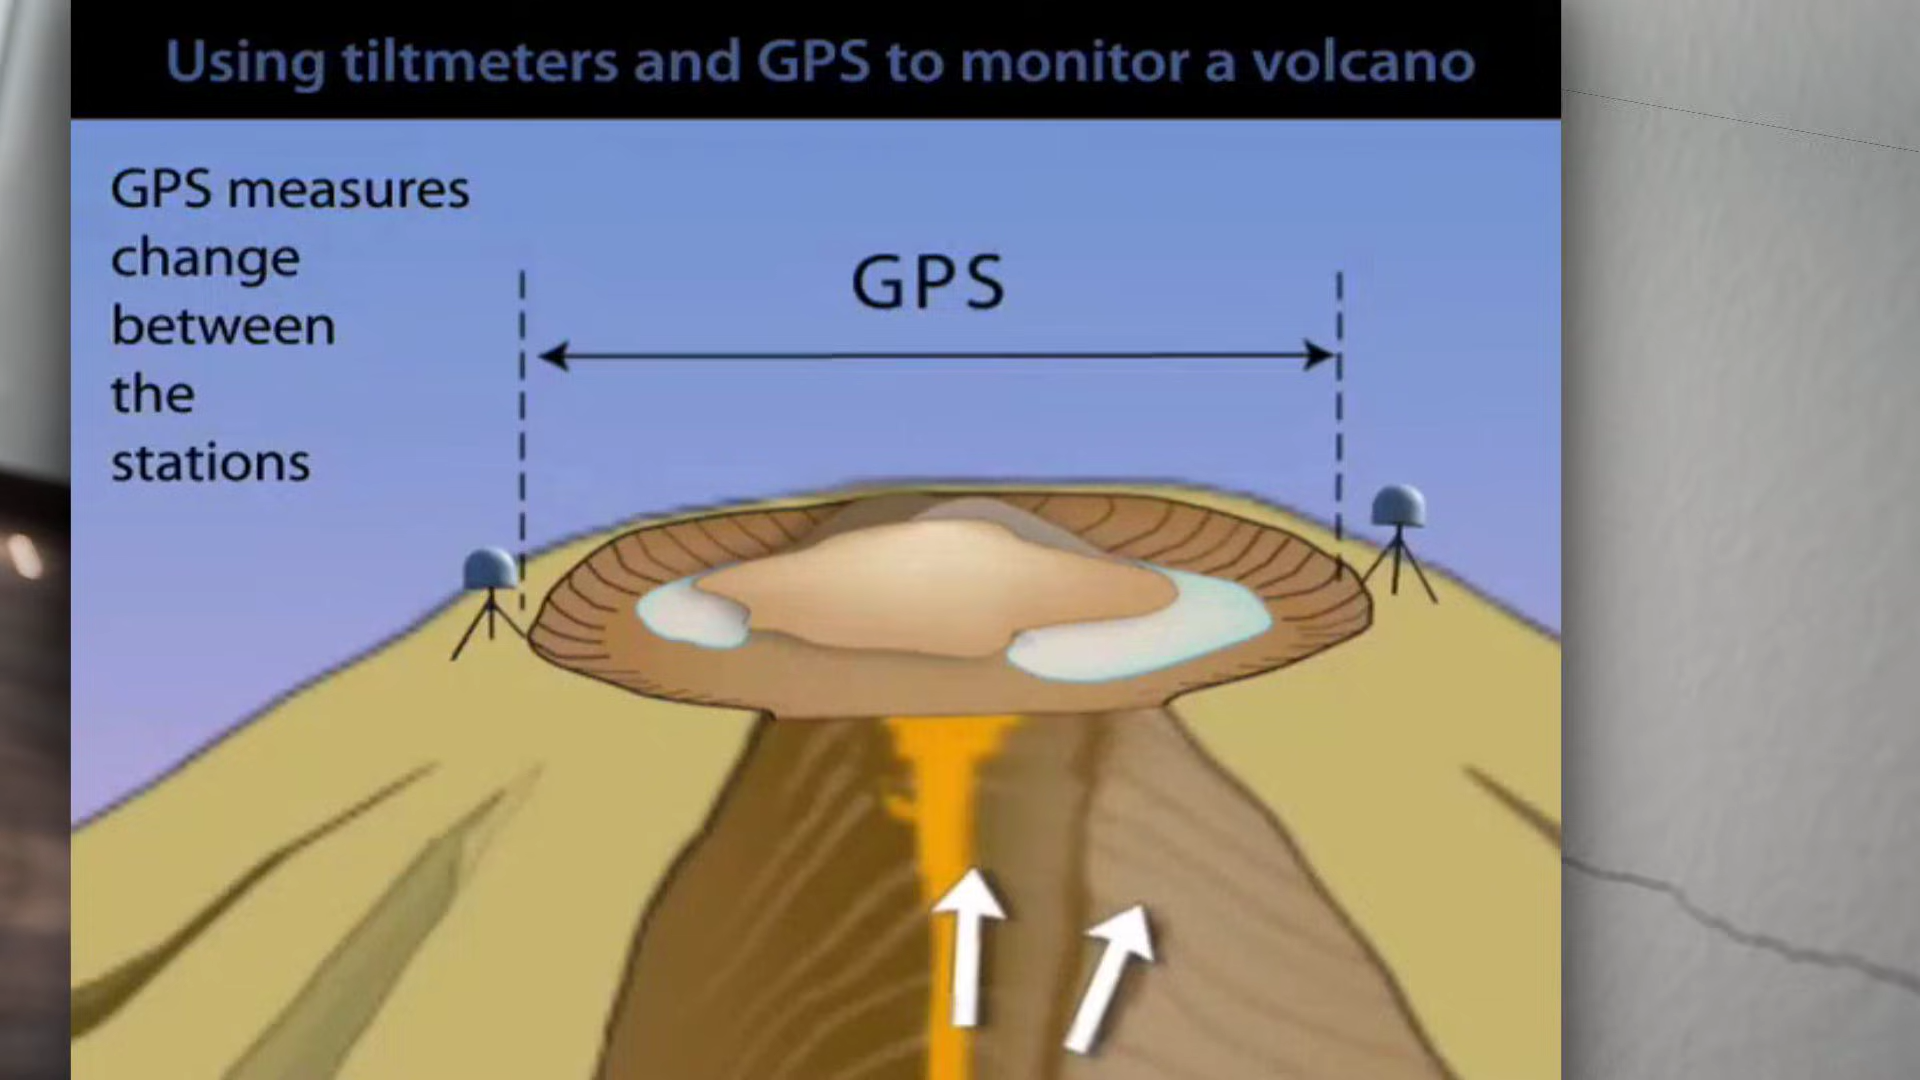 Using tiltmeters and GPS to monitor a volcano
GPS measures
change
between
the
stations
GPS